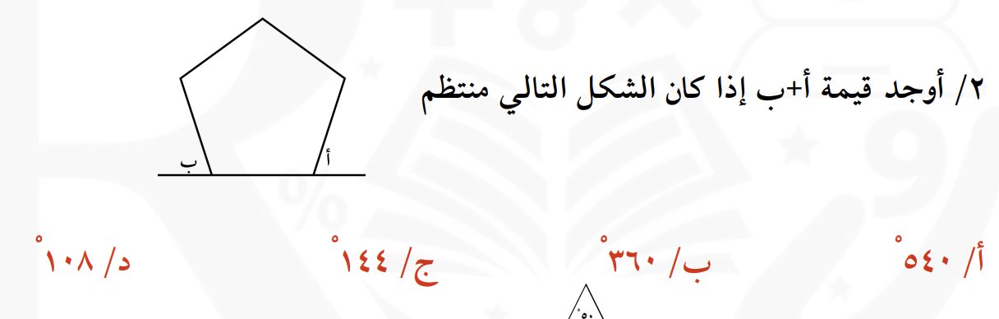 ٢/ أوجد قيمة أ+ب إذا كان الشكل التالي منتظم
أ
ب
أ/ ٥٤٠°
ب/ ٣٦٠°
ج/ ١٤٤°
د/ ١٠٨°